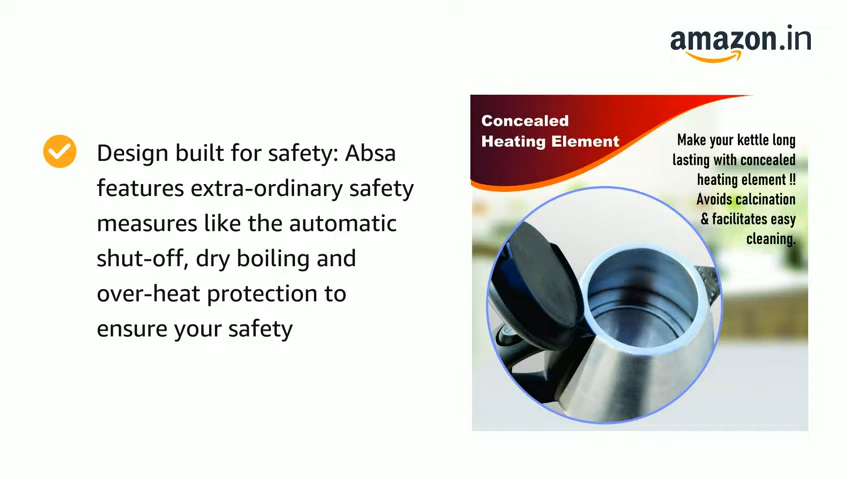 amazon.in
Design built for safety: Absa
features extra-ordinary safety
measures like the automatic
shut-off, dry boiling and
over-heat protection to
ensure your safety
Concealed
Heating Element
Make your kettle long
lasting with concealed
heating element !!
Avoids calcination
& facilitates easy
cleaning.